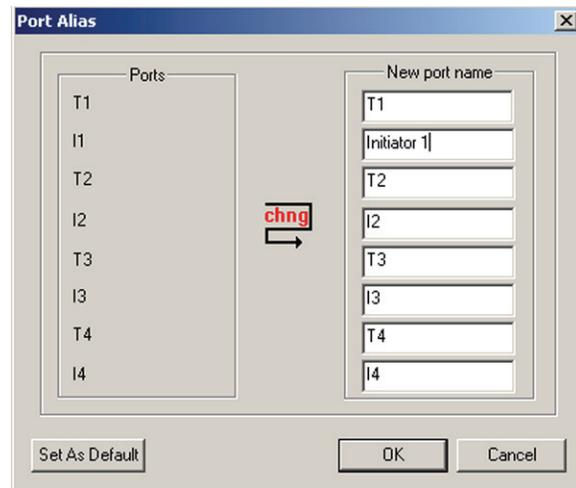 Port Alias
Ports New port name
T1 T1
I1 Initiator 1
T2 T2
chng
I2 I2
T3 T3
I3 I3
T4 T4
I4 I4
Set As Default OK Cancel